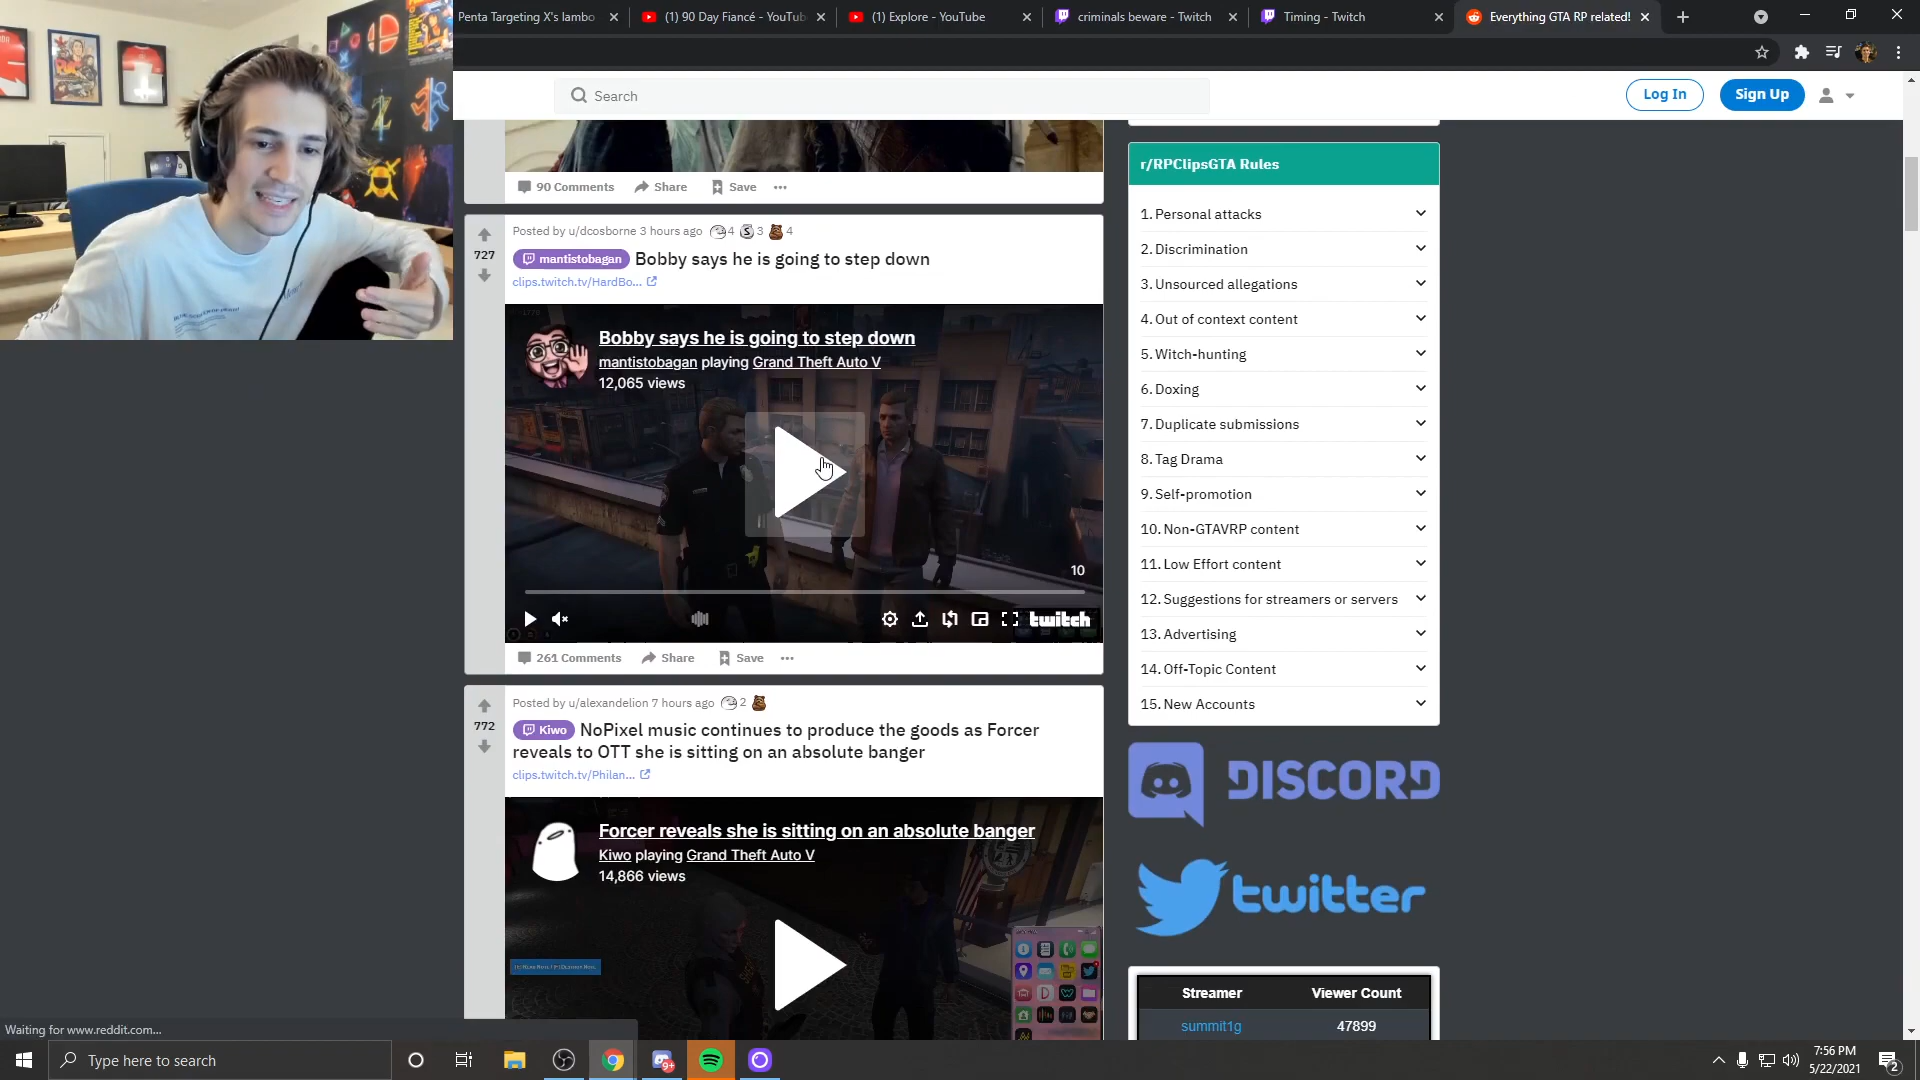 Penta Targeting X's lambo
(1) 90 Day Fiancé - YouTub
(1) Explore - YouTube
criminals beware - Twitch
Timing - Twitch
Everything GTA RP related!
Search
Log In
Sign Up
90 Comments
Share
Save
727
Posted by u/dcosborne 3 hours ago
4
3
4
mantistobagan
Bobby says he is going to step down
clips.twitch.tv/HardBo...
Bobby says he is going to step down
mantistobagan playing Grand Theft Auto V
12,065 views
10
twitch
261 Comments
Share
Save
772
Posted by u/alexandelion 7 hours ago
2
Kiwo
NoPixel music continues to produce the goods as Forcer
reveals to OTT she is sitting on an absolute banger
clips.twitch.tv/Philan...
Forcer reveals she is sitting on an absolute banger
Kiwo playing Grand Theft Auto V
14,866 views
r/RPClipsGTA Rules
1. Personal attacks
2. Discrimination
3. Unsourced allegations
4. Out of context content
5. Witch-hunting
6. Doxing
7. Duplicate submissions
8. Tag Drama
9. Self-promotion
10. Non-GTAVRP content
11. Low Effort content
12. Suggestions for streamers or servers
13. Advertising
14. Off-Topic Content
15. New Accounts
DISCORD
twitter
Streamer
Viewer Count
summit1g
47899
Waiting for www.reddit.com...
Type here to search
9+
7:56 PM
5/22/2021
2